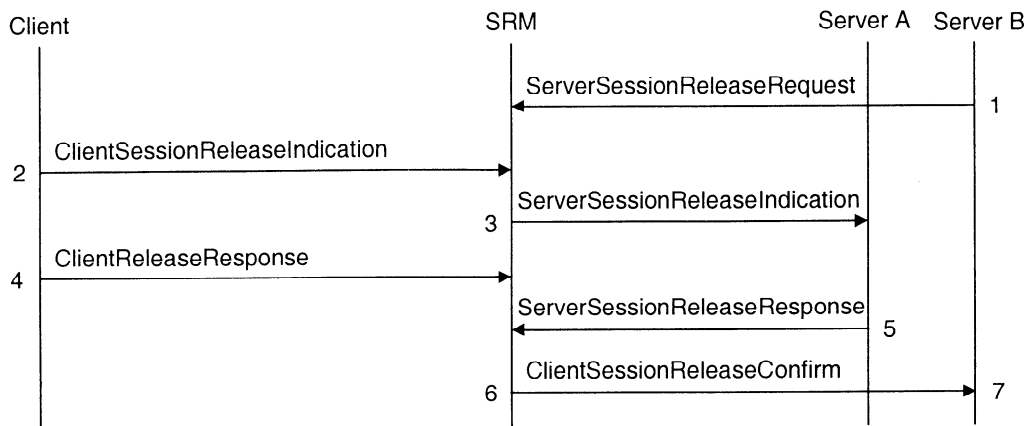 Client
SRM
Server A
Server B
ServerSessionReleaseRequest
1
ClientSessionReleaseIndication
2
ServerSessionReleaseIndication
3
ClientReleaseResponse
4
ServerSessionReleaseResponse
5
ClientSessionReleaseConfirm
6
7